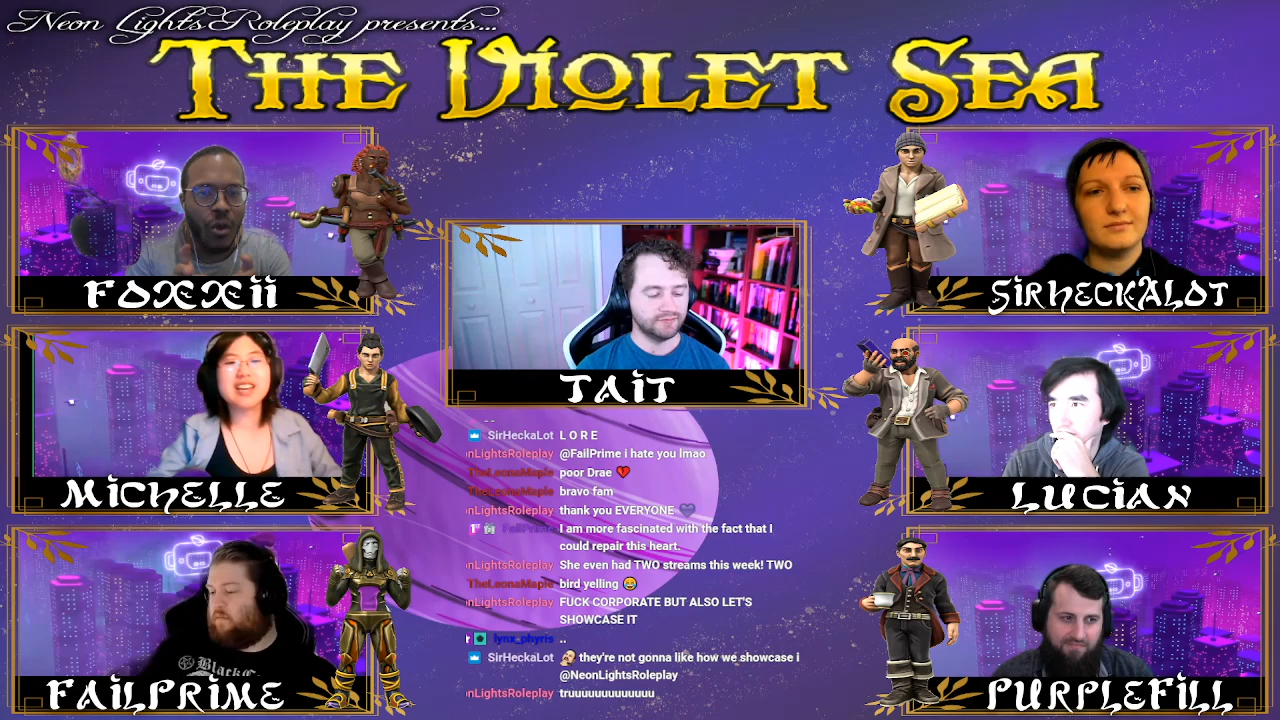 Neon Lights Roleplay presents...
THE VIOLET SEA
FOXXII
SIRHECKALOT
TAIT
MICHELLE
LUCIAN
FAILPRIME
PURPLEFILL
SirHeckaLot L O R E
nLightsRoleplay @FailPrime i hate you lmao
TheLeonaMaple poor Drae 💔
TheLeonaMaple bravo fam
nLightsRoleplay thank you EVERYONE 💜
FailPrime I am more fascinated with the fact that I
could repair this heart.
nLightsRoleplay She even had TWO streams this week! TWO
TheLeonaMaple bird yelling 😂
nLightsRoleplay FUCK CORPORATE BUT ALSO LET'S
SHOWCASE IT
lynx_phyris ..
SirHeckaLot they're not gonna like how we showcase i
@NeonLightsRoleplay
nLightsRoleplay truuuuuuuuuuuuu